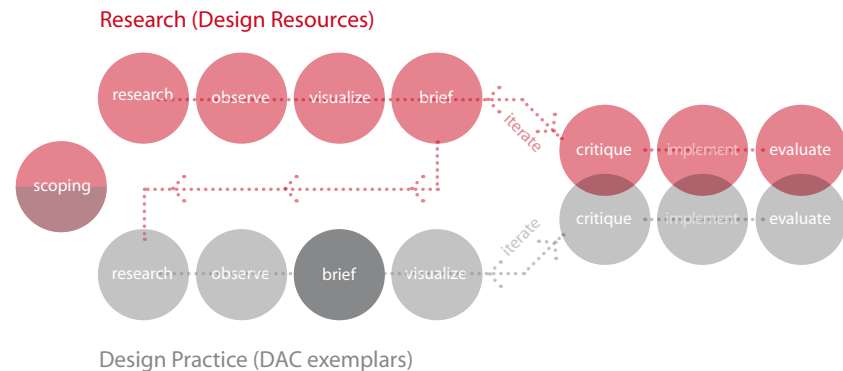 Research (Design Resources)
research observe visualize brief
iterate
critique implement evaluate
scoping
critique implement evaluate
iterate
research observe brief visualize
Design Practice (DAC exemplars)